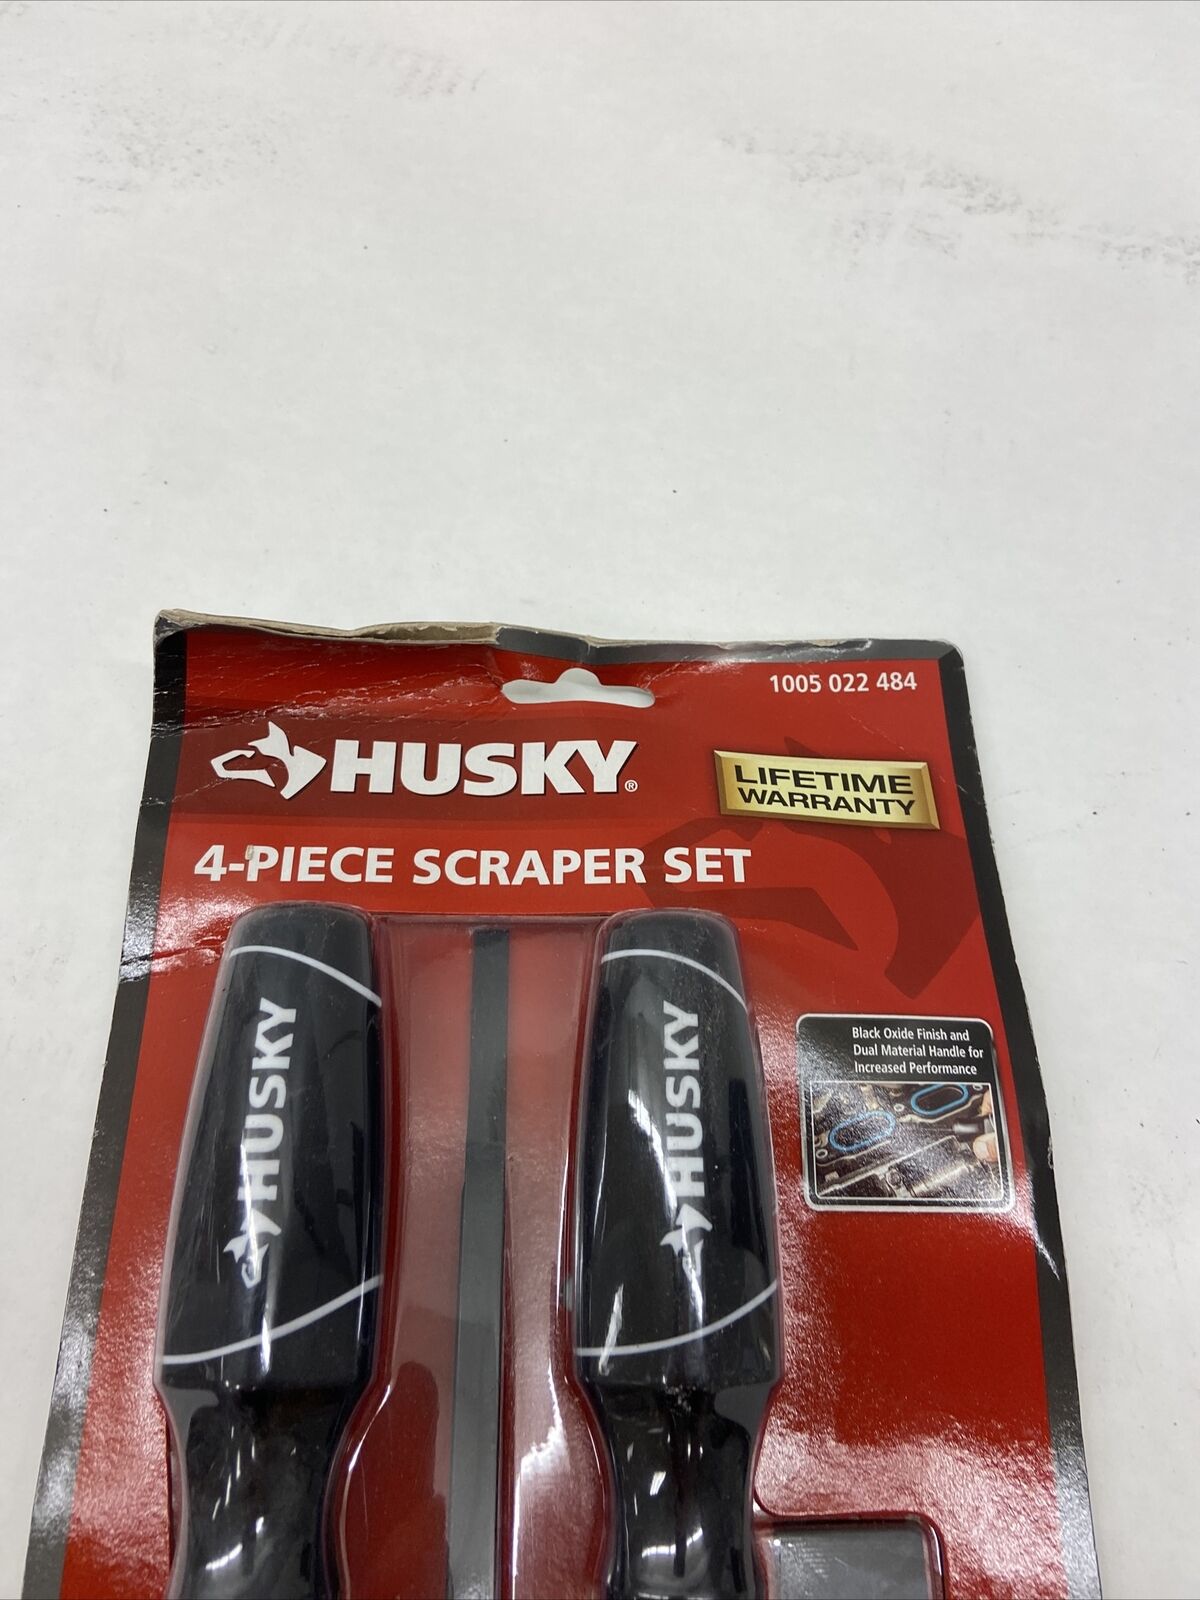 1005 022 484
HUSKY®
LIFETIME
WARRANTY
4-PIECE SCRAPER SET
Black Oxide Finish and
Dual Material Handle for
Increased Performance
HUSKY
HUSKY